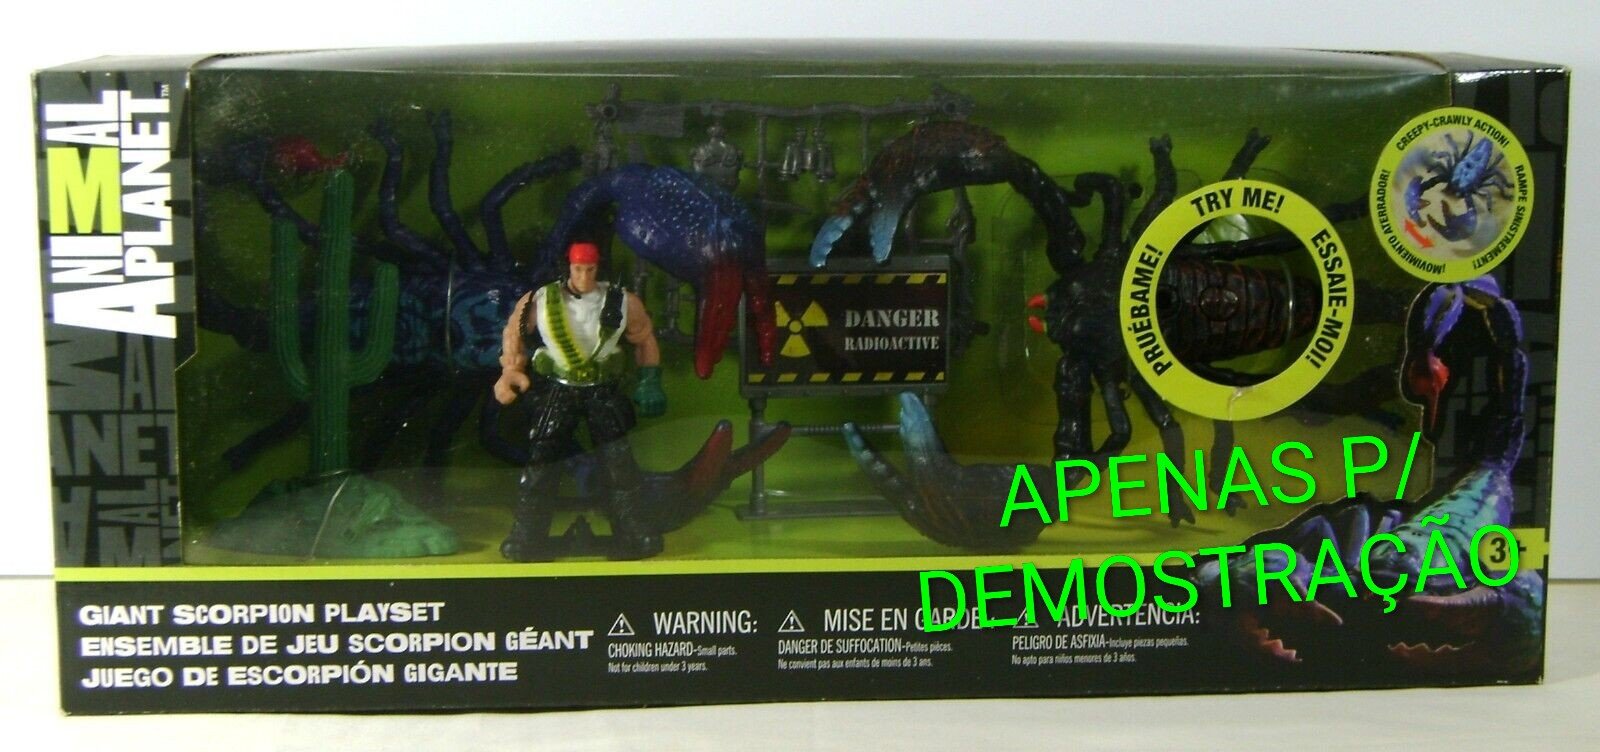 ANIMAL
PLANET™
DANGER
RADIOACTIVE
TRY ME!
ESSAIE-MOI!
PRUÉBAME!
CREEPY-CRAWLY ACTION!
RAMPE SINISTREMENT!
¡MOVIMIENTO ATERRADOR!
APENAS P/
DEMOSTRAÇÃO
3+
GIANT SCORPION PLAYSET
ENSEMBLE DE JEU SCORPION GÉANT
JUEGO DE ESCORPIÓN GIGANTE
WARNING:
CHOKING HAZARD-Small parts.
Not for children under 3 years.
MISE EN GARDE:
DANGER DE SUFFOCATION-Petites pièces.
Ne convient pas aux enfants de moins de 3 ans.
ADVERTENCIA:
PELIGRO DE ASFIXIA-Incluye piezas pequeñas.
No apto para niños menores de 3 años.